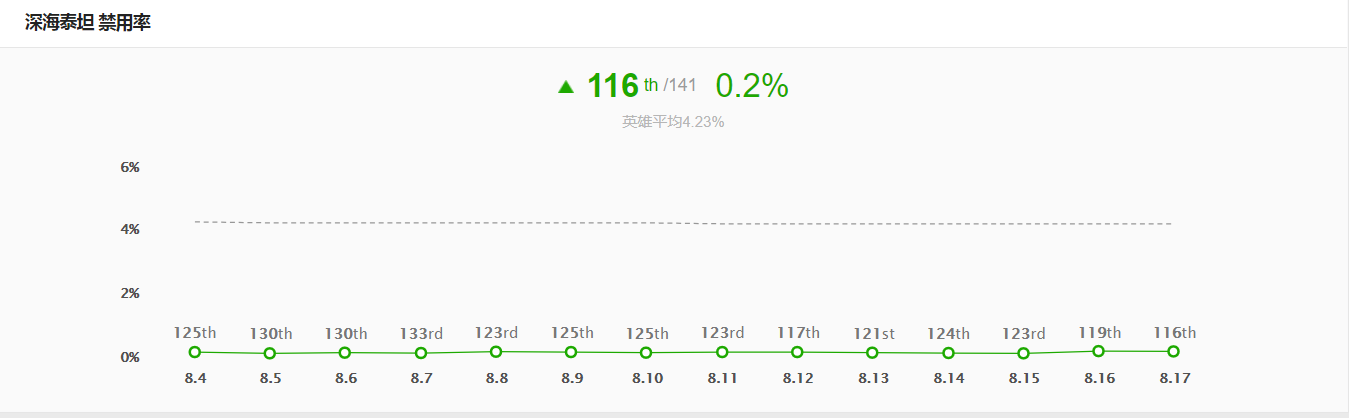 深海泰坦 禁用率
▲ 116 th /141 0.2%
英雄平均4.23%
6%
4%
2%
125th 130th 130th 133rd 123rd 125th 125th 123rd 117th 121st 124th 123rd 119th 116th
0%
8.4 8.5 8.6 8.7 8.8 8.9 8.10 8.11 8.12 8.13 8.14 8.15 8.16 8.17